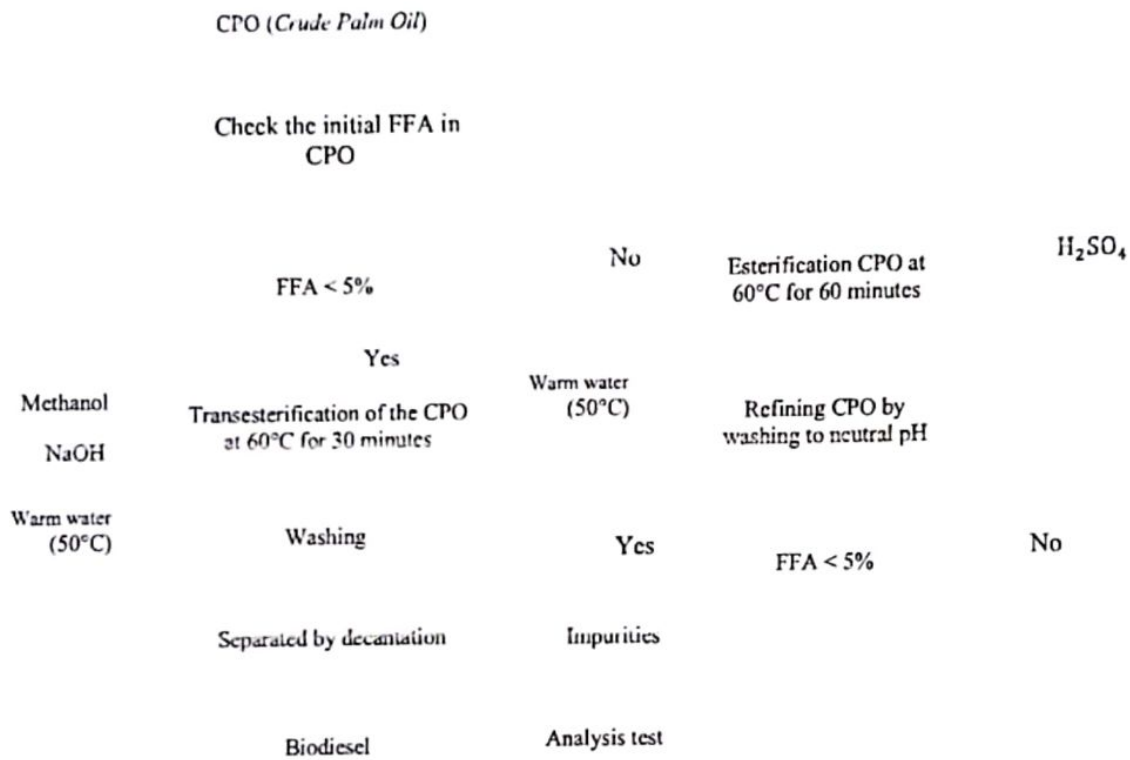 CPO (Crude Palm Oil)
Check the initial FFA in
CPO
FFA < 5%
No
Esterification CPO at
60°C for 60 minutes
H₂SO₄
Yes
Methanol
NaOH
Transesterification of the CPO
at 60°C for 30 minutes
Warm water
(50°C)
Refining CPO by
washing to neutral pH
Warm water
(50°C)
Washing
Yes
FFA < 5%
No
Separated by decantation
Impurities
Biodiesel
Analysis test